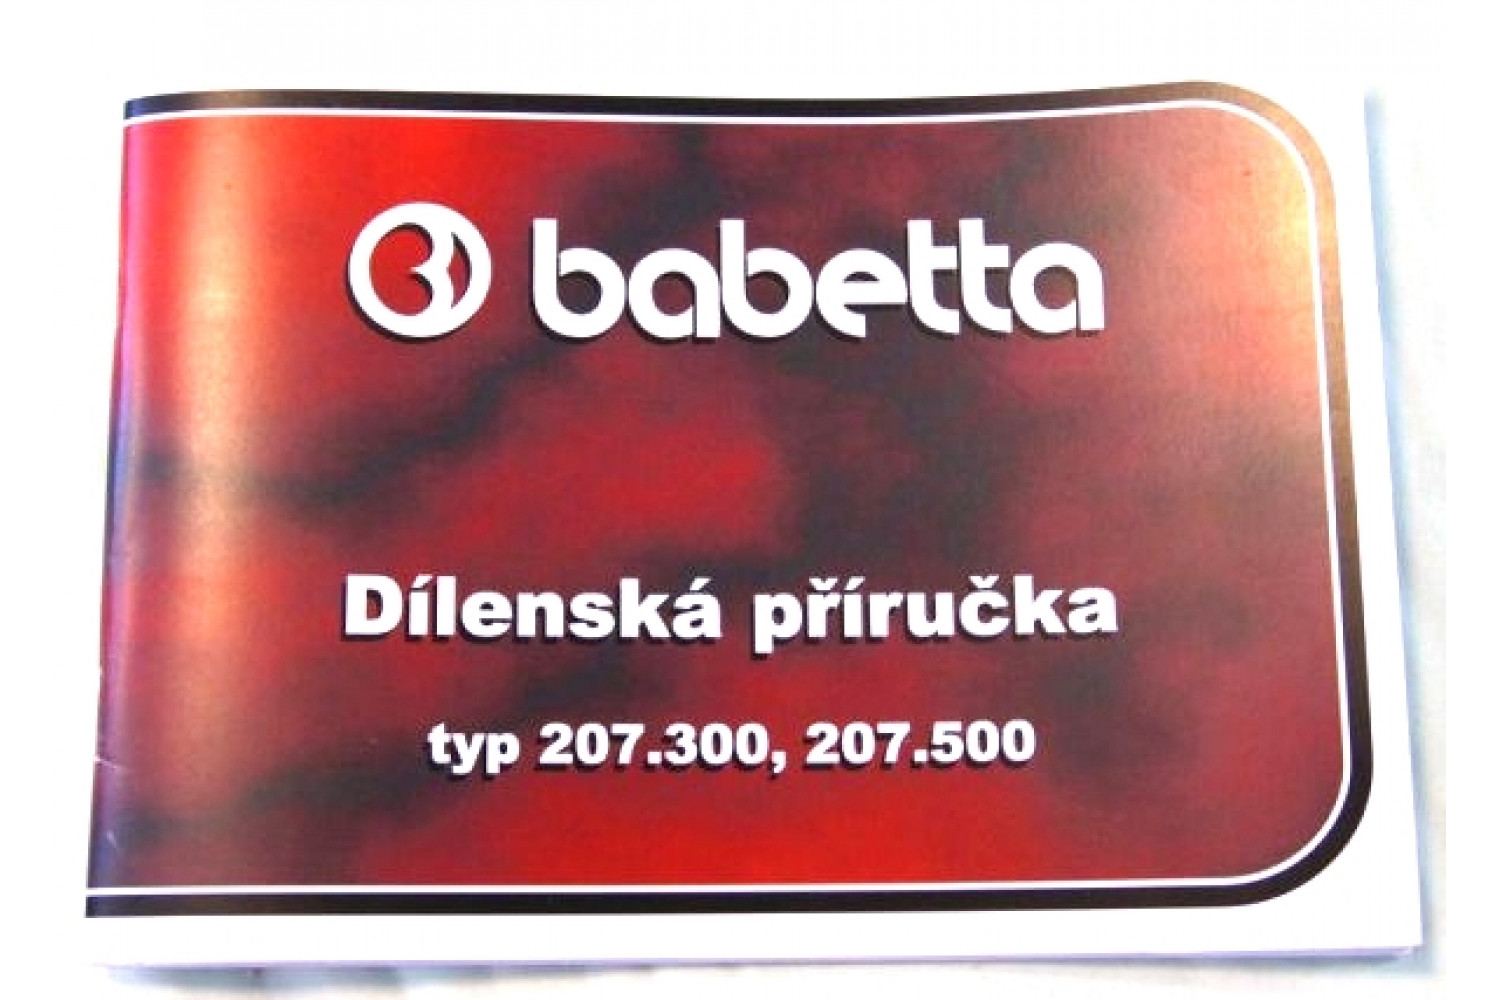 babetta
Dílenská příručka
typ 207.300, 207.500